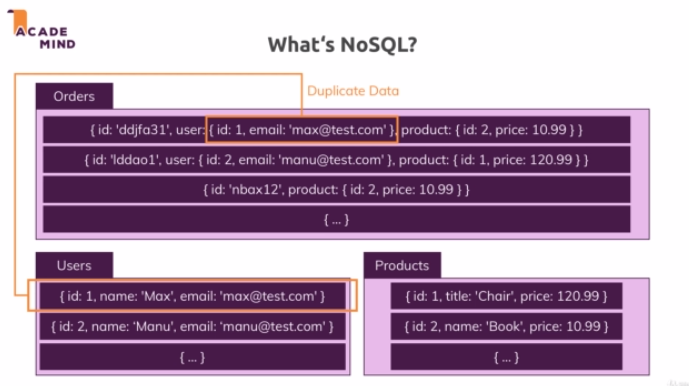 ACADE
MIND
What's NoSQL?
Duplicate Data
Orders
{ id: 'ddjfa31', user: { id: 1, email: 'max@test.com' }, product: { id: 2, price: 10.99 } }
{ id: 'lddao1', user: { id: 2, email: 'manu@test.com' }, product: { id: 1, price: 120.99 } }
{ id: 'nbax12', product: { id: 2, price: 10.99 } }
{ ... }
Users
{ id: 1, name: 'Max', email: 'max@test.com' }
{ id: 2, name: 'Manu', email: 'manu@test.com' }
{ ... }
Products
{ id: 1, title: 'Chair', price: 120.99 }
{ id: 2, name: 'Book', price: 10.99 }
{ ... }